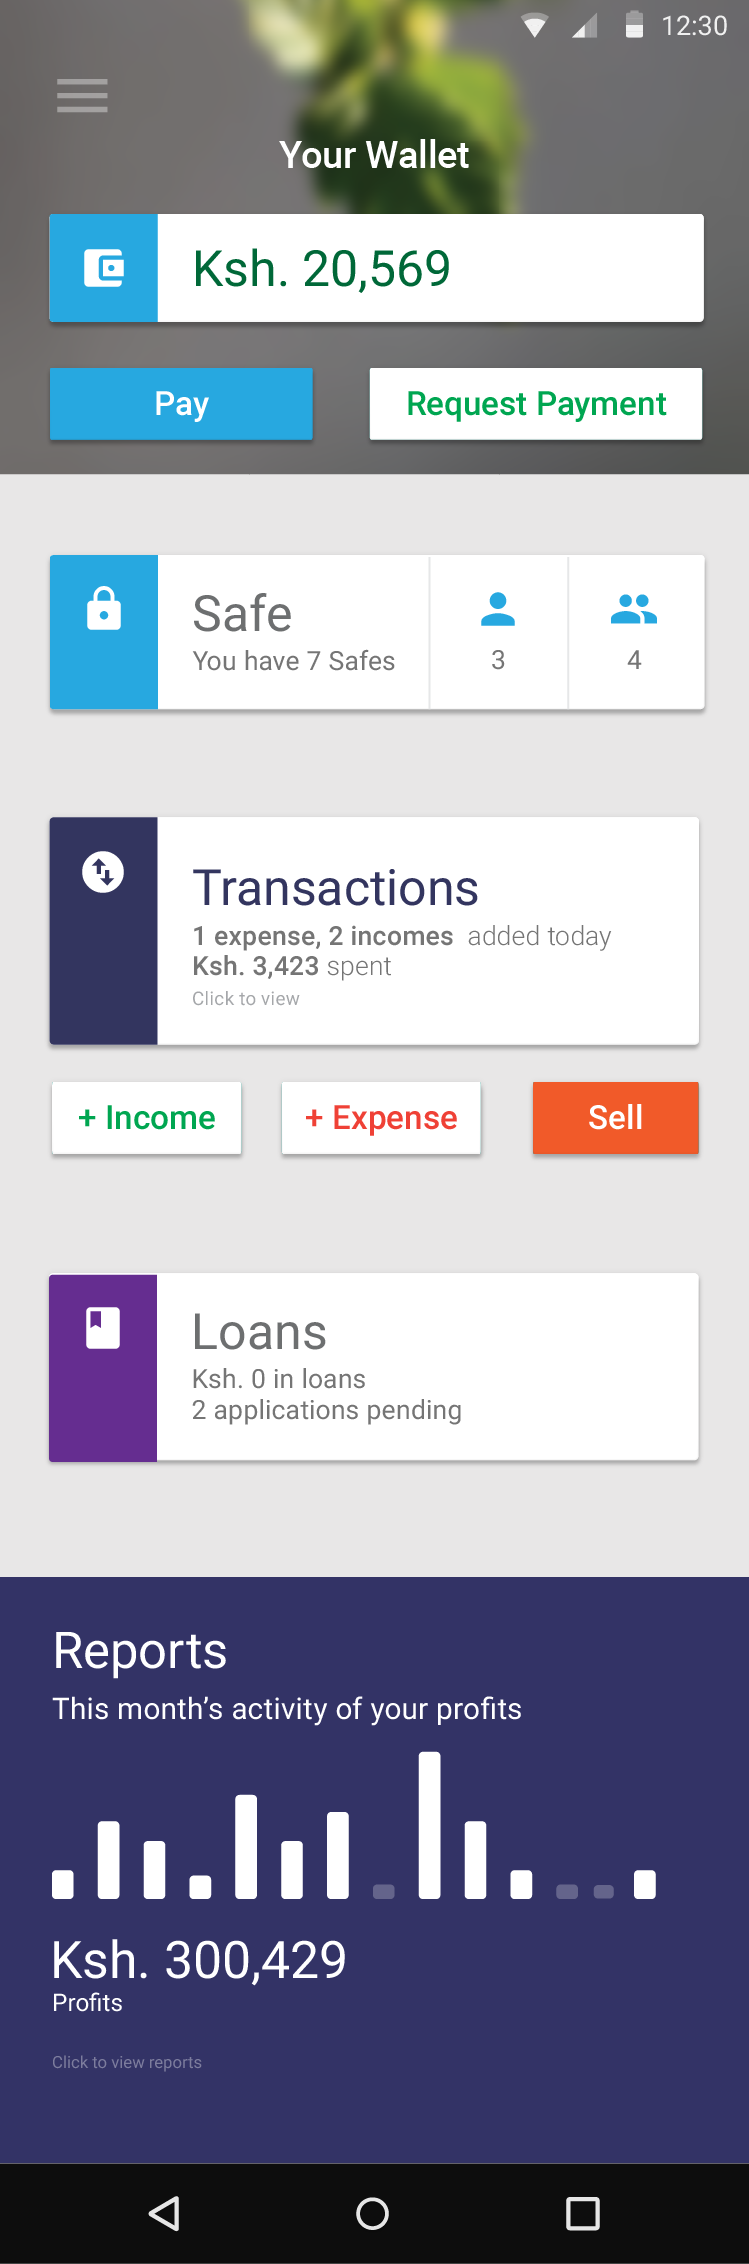 12:30
Your Wallet
Ksh. 20,569
Pay
Request Payment
Safe
You have 7 Safes
3
4
Transactions
1 expense, 2 incomes added today
Ksh. 3,423 spent
Click to view
+ Income
+ Expense
Sell
Loans
Ksh. 0 in loans
2 applications pending
Reports
This month’s activity of your profits
Ksh. 300,429
Profits
Click to view reports